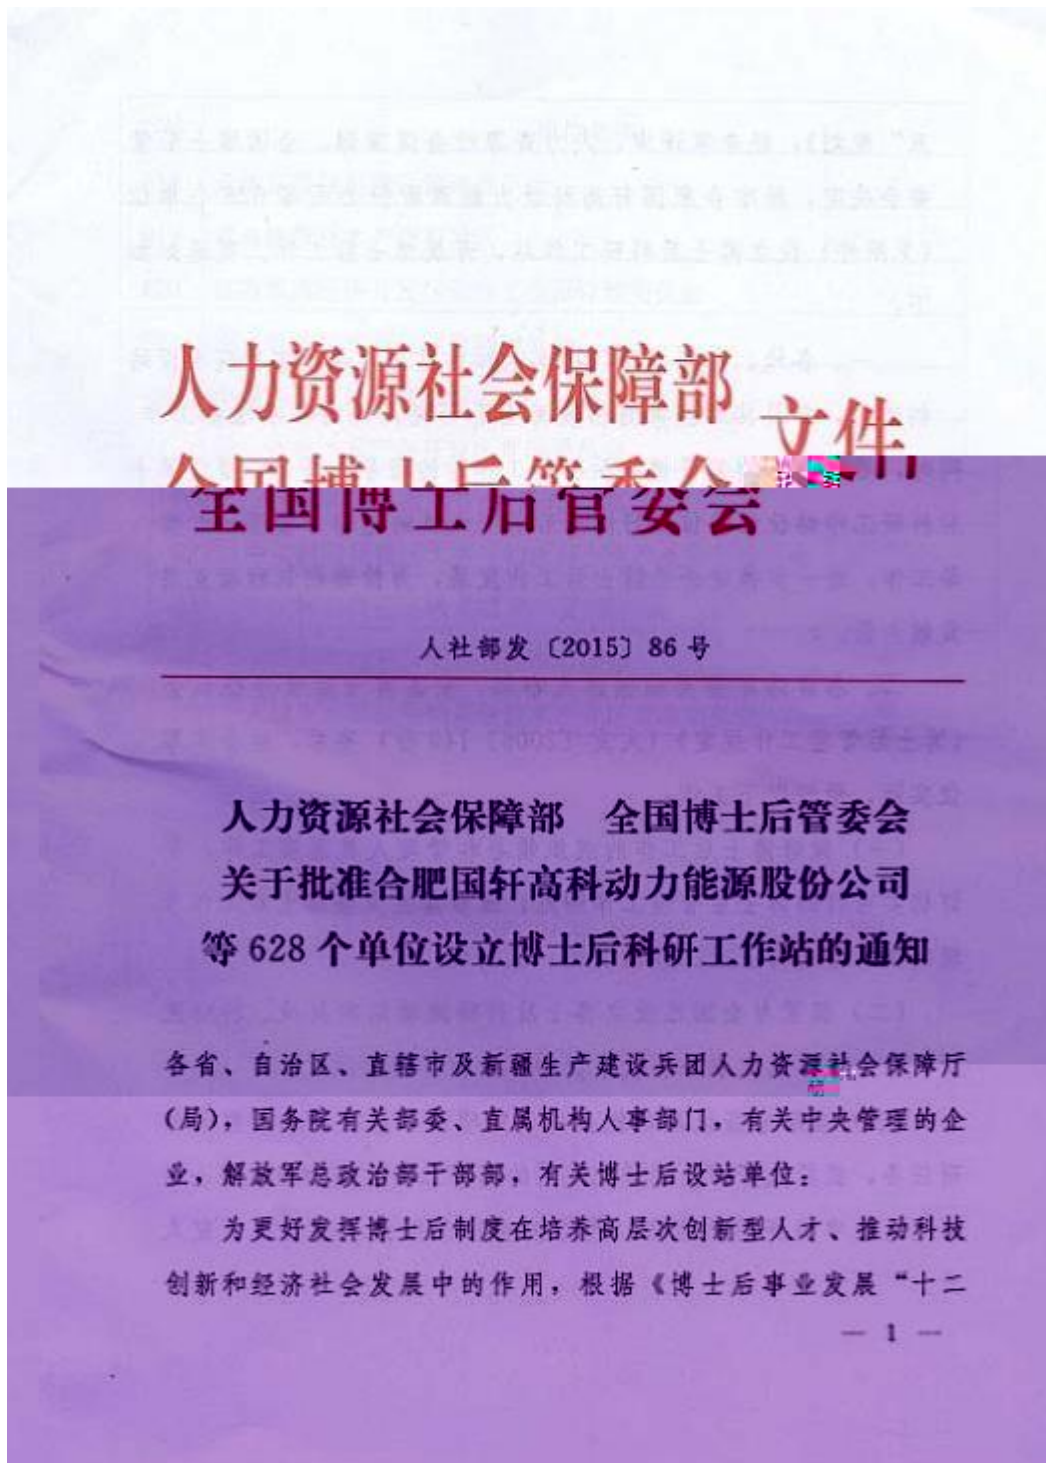 人力资源社会保障部
文件
全国博士后管委会
人社部发〔2015〕86号
人力资源社会保障部 全国博士后管委会
关于批准合肥国轩高科动力能源股份公司
等628个单位设立博士后科研工作站的通知
各省、自治区、直辖市及新疆生产建设兵团人力资源社会保障厅
(局),国务院有关部委、直属机构人事部门,有关中央管理的企
业,解放军总政治部干部部,有关博士后设站单位:
为更好发挥博士后制度在培养高层次创新型人才、推动科技
创新和经济社会发展中的作用,根据《博士后事业发展“十二
— 1 —